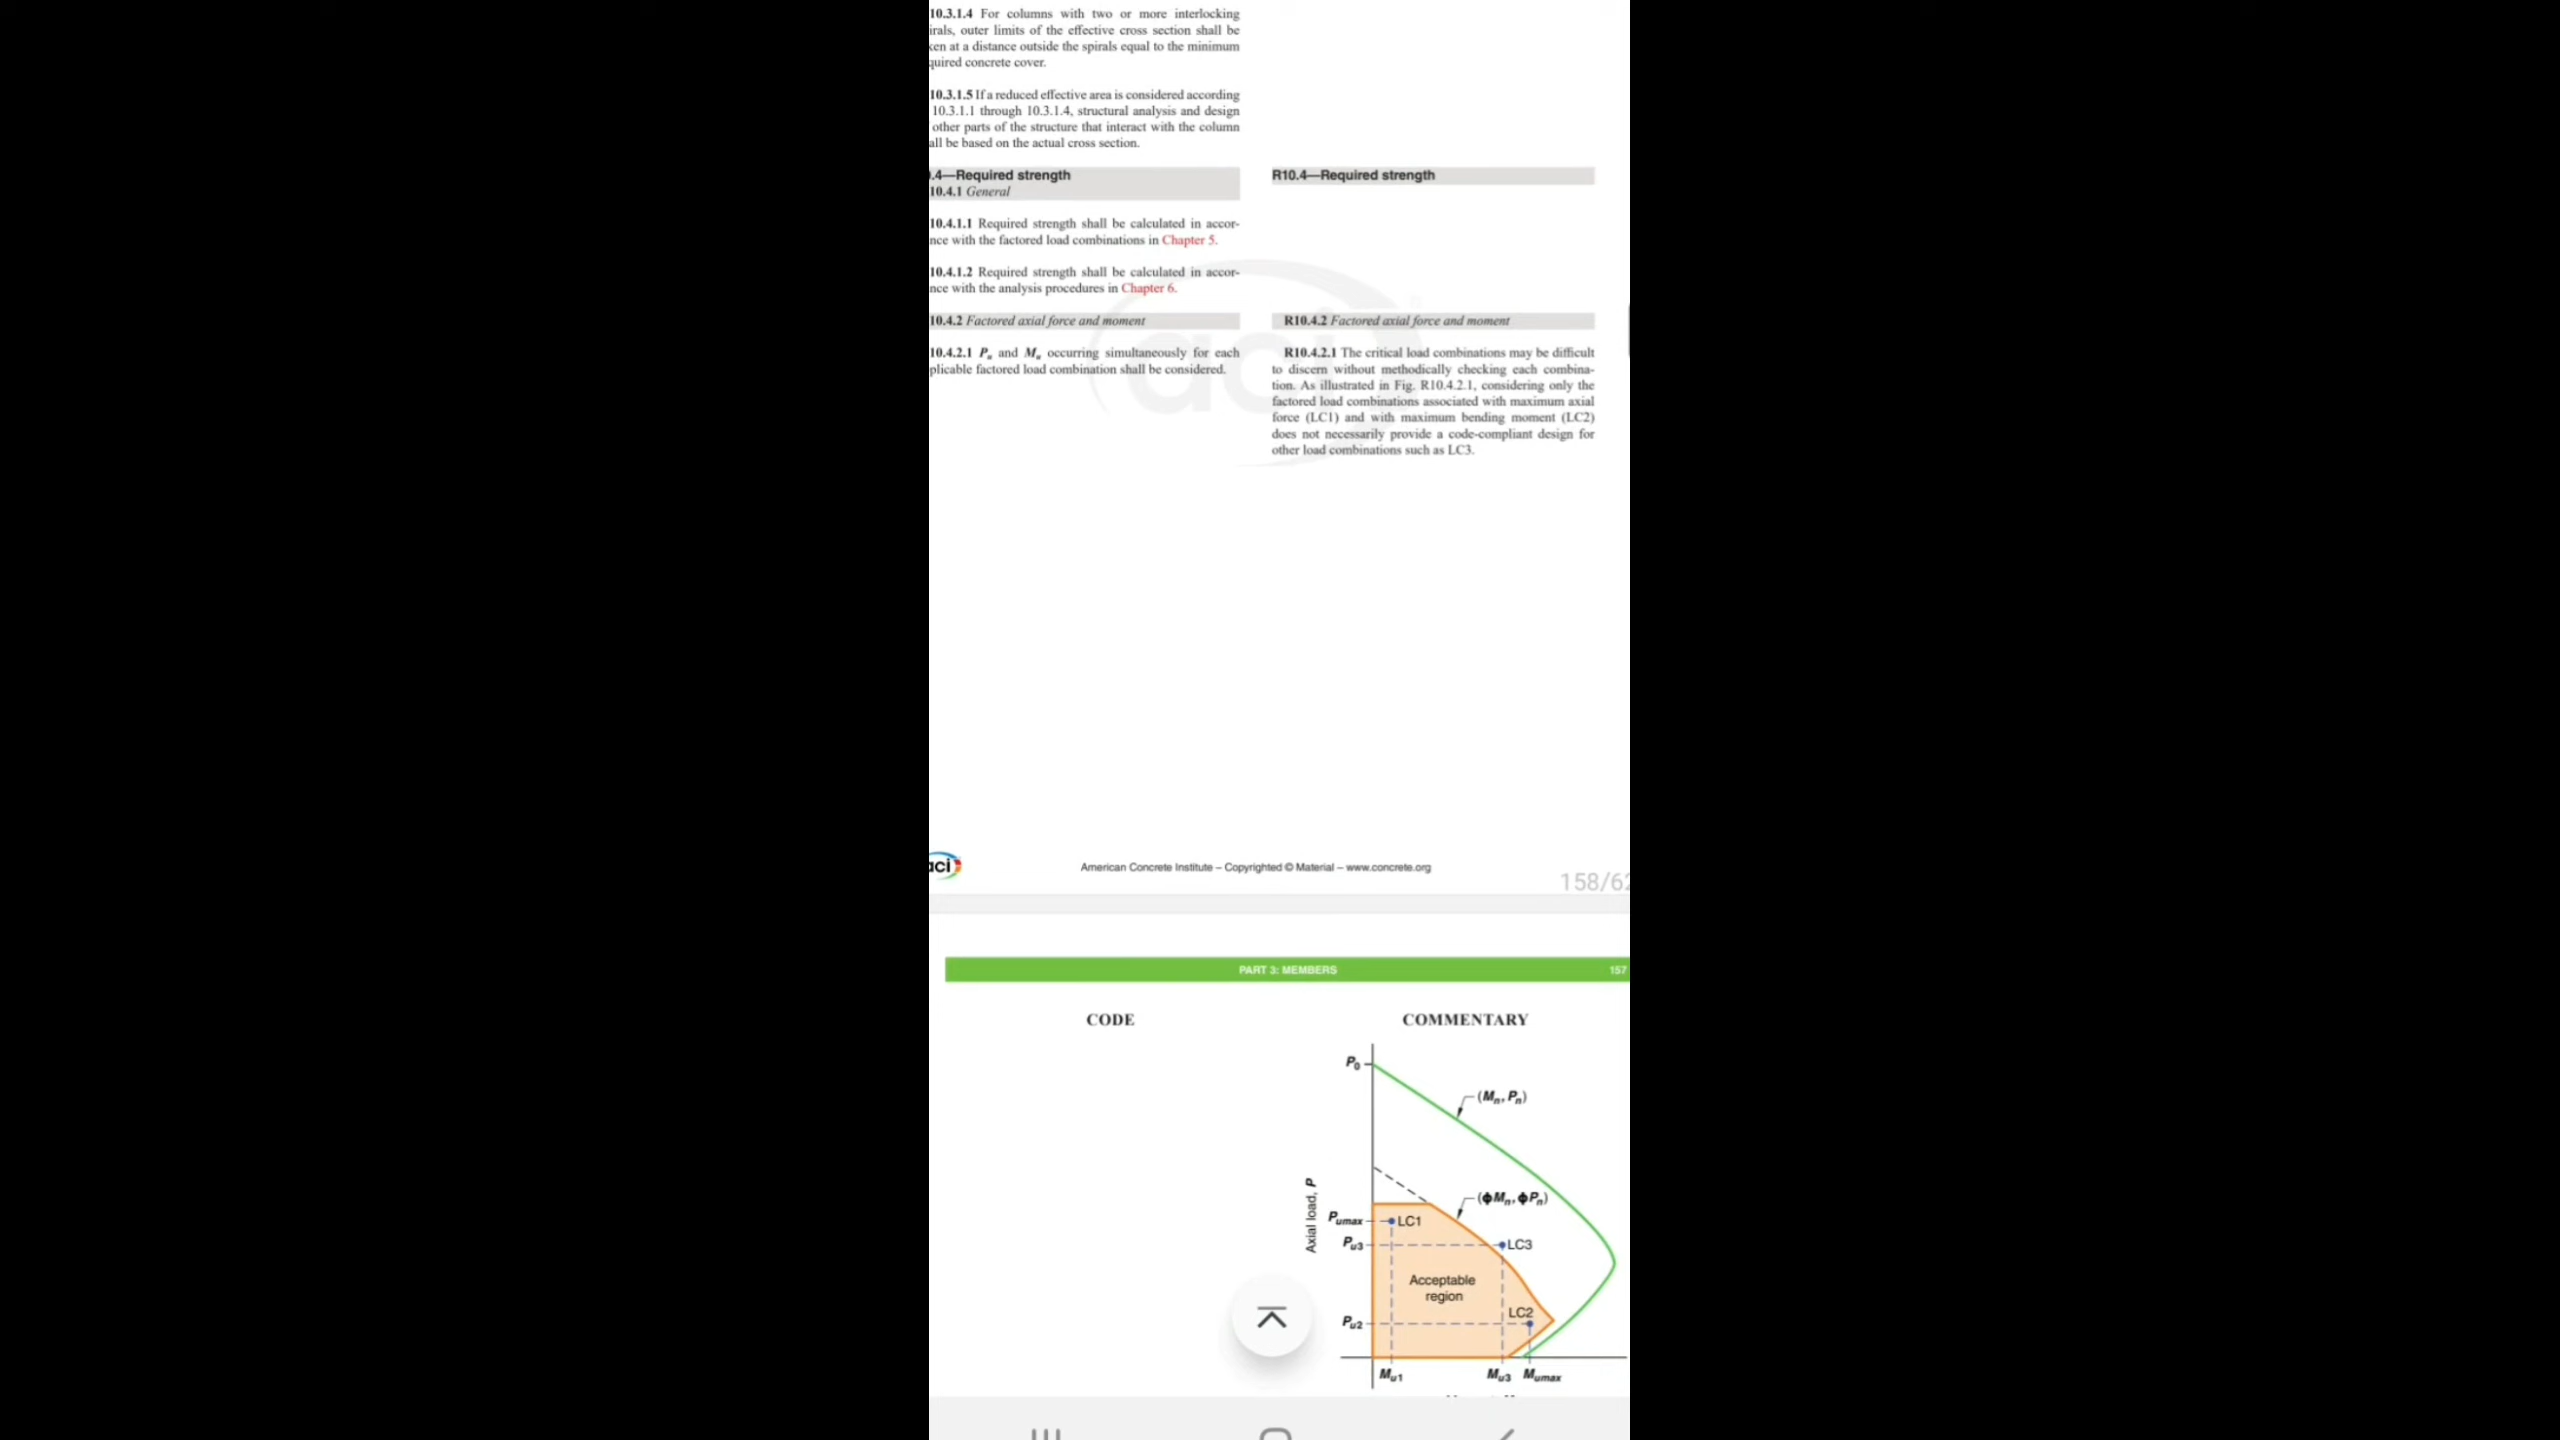 10.3.1.4 For columns with two or more interlocking
irals, outer limits of the effective cross section shall be
ken at a distance outside the spirals equal to the minimum
quired concrete cover.
10.3.1.5 If a reduced effective area is considered according
10.3.1.1 through 10.3.1.4, structural analysis and design
other parts of the structure that interact with the column
all be based on the actual cross section.
.4—Required strength
10.4.1 General
10.4.1.1 Required strength shall be calculated in accor-
nce with the factored load combinations in Chapter 5.
10.4.1.2 Required strength shall be calculated in accor-
nce with the analysis procedures in Chapter 6.
10.4.2 Factored axial force and moment
10.4.2.1 Pu and Mu occurring simultaneously for each
plicable factored load combination shall be considered.
R10.4—Required strength
R10.4.2 Factored axial force and moment
R10.4.2.1 The critical load combinations may be difficult
to discern without methodically checking each combina-
tion. As illustrated in Fig. R10.4.2.1, considering only the
factored load combinations associated with maximum axial
force (LC1) and with maximum bending moment (LC2)
does not necessarily provide a code-compliant design for
other load combinations such as LC3.
aci
aci
American Concrete Institute – Copyrighted © Material – www.concrete.org
158/62
PART 3: MEMBERS 157
CODE
COMMENTARY
P0
(Mn, Pn)
Axial load, P
(ϕMn, ϕPn)
Pumax
LC1
Pu3
LC3
Acceptable
region
LC2
Pu2
Mu1
Mu3
Mumax